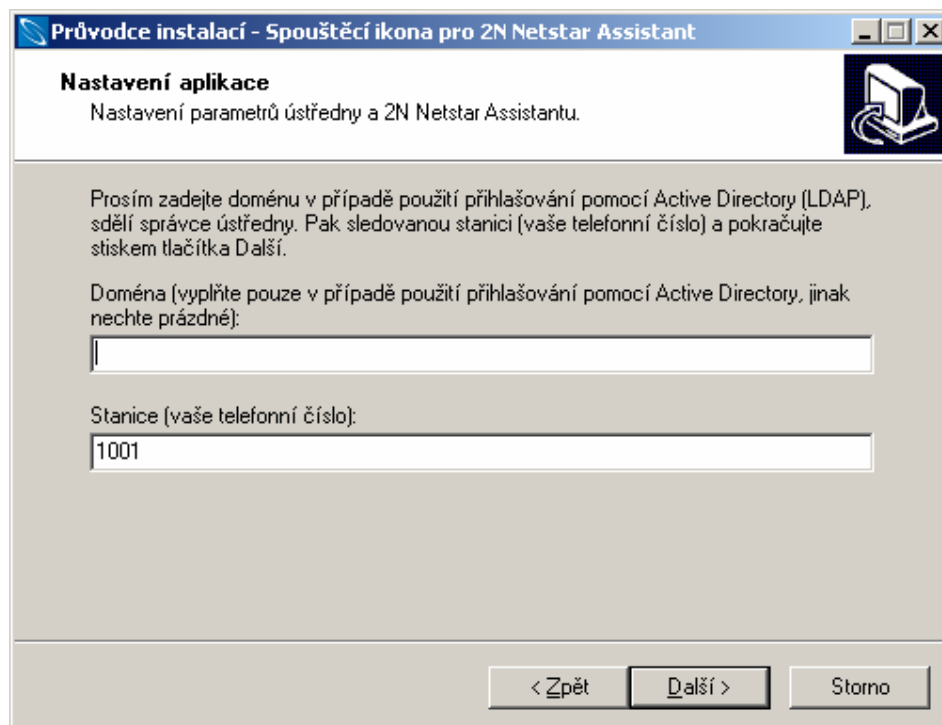 Průvodce instalací - Spouštěcí ikona pro 2N Netstar Assistant
Nastavení aplikace
Nastavení parametrů ústředny a 2N Netstar Assistantu.
Prosím zadejte doménu v případě použití přihlašování pomocí Active Directory (LDAP),
sdělí správce ústředny. Pak sledovanou stanici (vaše telefonní číslo) a pokračujte
stiskem tlačítka Další.
Doména (vyplňte pouze v případě použití přihlašování pomocí Active Directory, jinak
nechte prázdné):
Stanice (vaše telefonní číslo):
1001
< Zpět
Další >
Storno